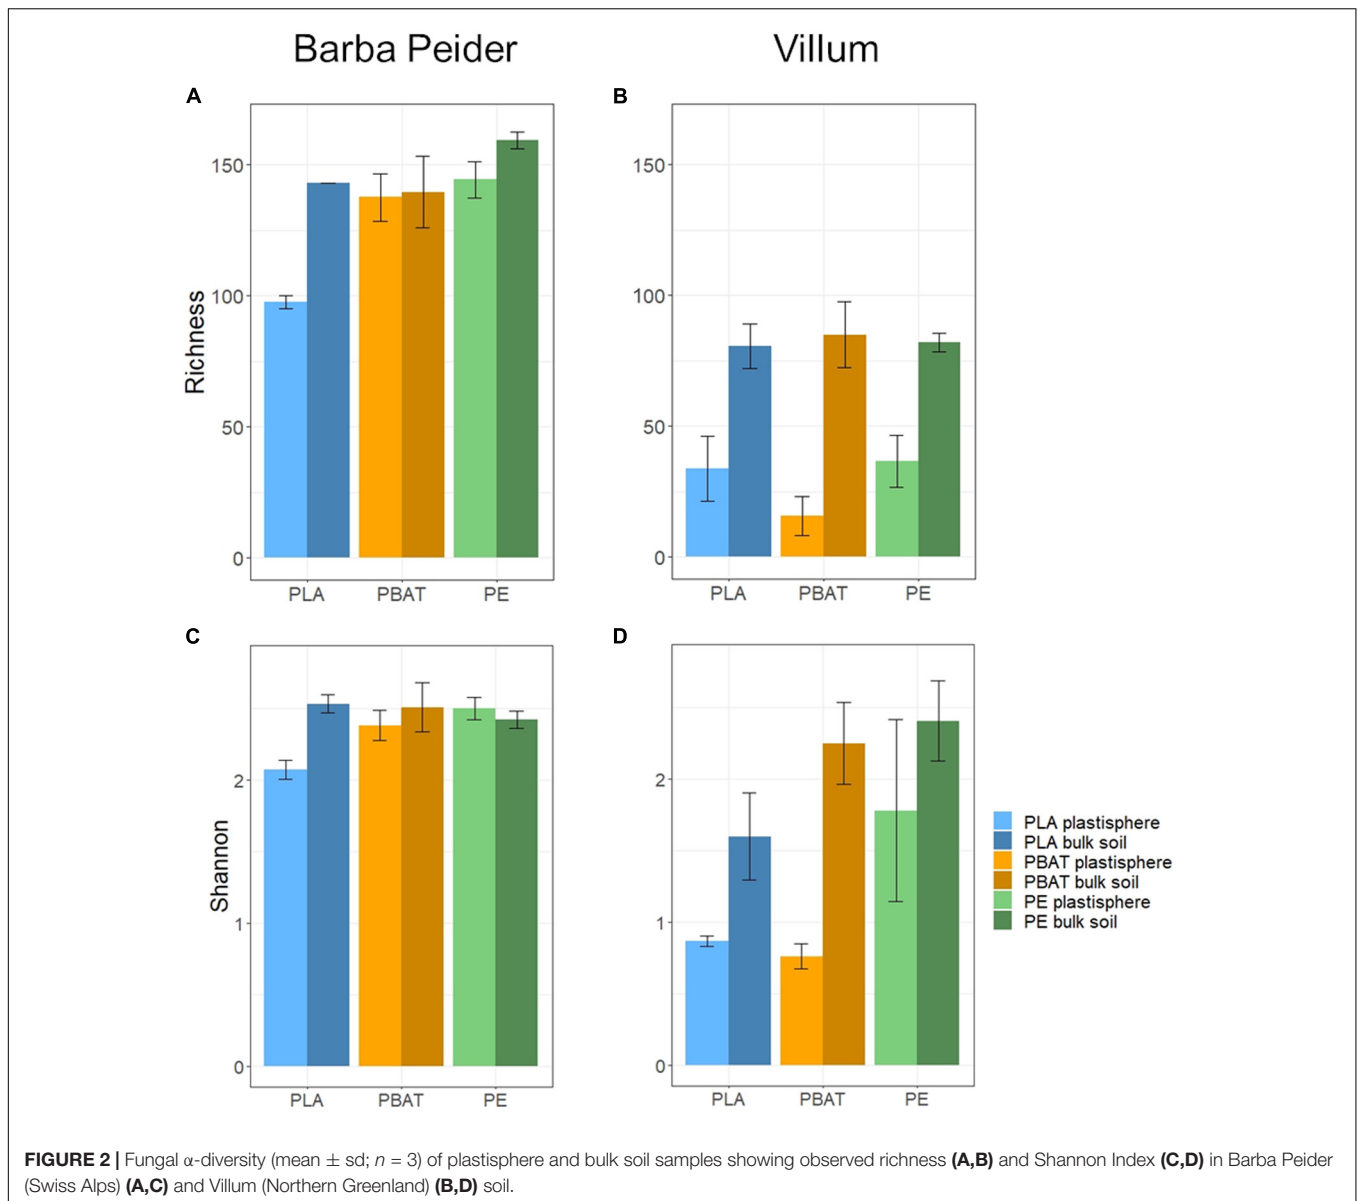 Barba Peider
Villum
A
B
Richness
150
100
50
0
150
100
50
0
PLA PBAT PE
PLA PBAT PE
C
D
Shannon
2
1
0
2
1
0
PLA PBAT PE
PLA PBAT PE
PLA plastisphere
PLA bulk soil
PBAT plastisphere
PBAT bulk soil
PE plastisphere
PE bulk soil
FIGURE 2 | Fungal α-diversity (mean ± sd; n = 3) of plastisphere and bulk soil samples showing observed richness (A,B) and Shannon Index (C,D) in Barba Peider
(Swiss Alps) (A,C) and Villum (Northern Greenland) (B,D) soil.